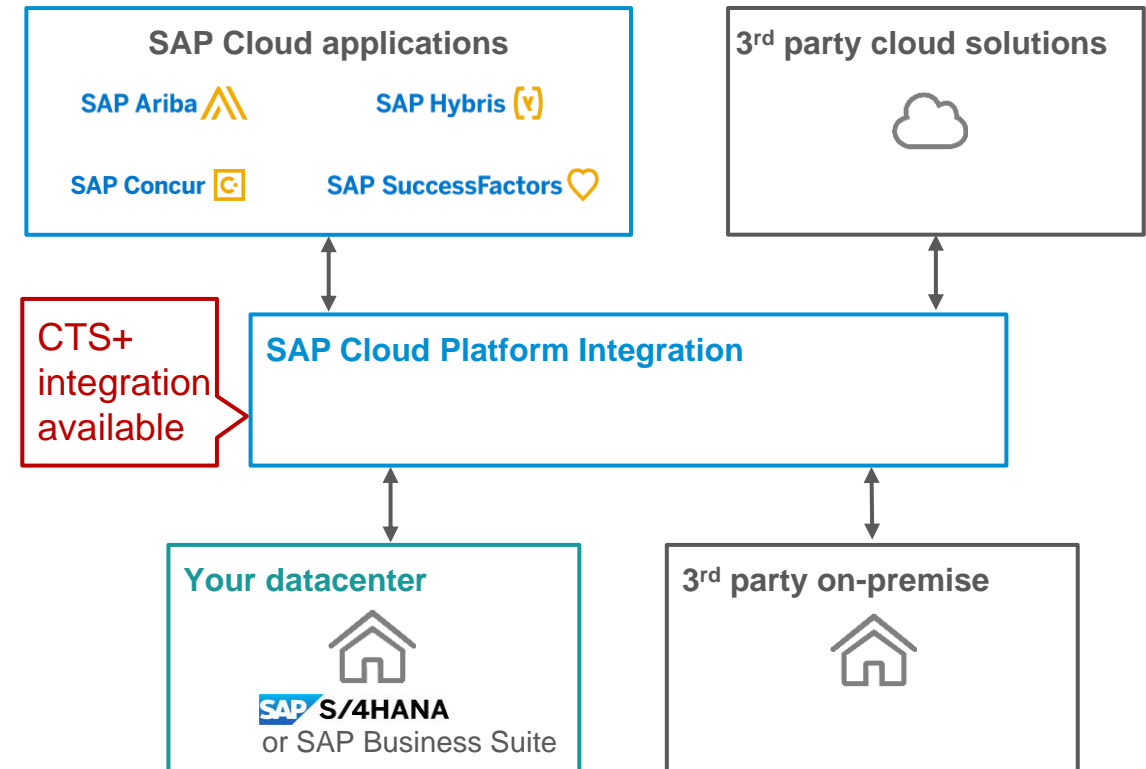 SAP Cloud applications
SAP Ariba
SAP Hybris
SAP Concur
SAP SuccessFactors
3rd party cloud solutions
CTS+
integration
available
SAP Cloud Platform Integration
Your datacenter
SAP S/4HANA
or SAP Business Suite
3rd party on-premise